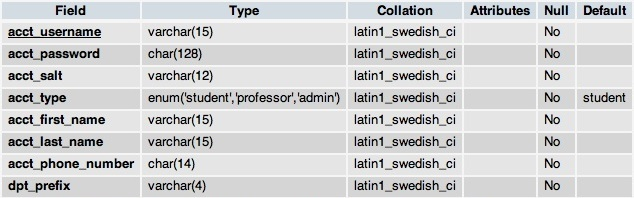 Field Type Collation Attributes Null Default
acct_username varchar(15) latin1_swedish_ci No
acct_password char(128) latin1_swedish_ci No
acct_salt varchar(12) latin1_swedish_ci No
acct_type enum('student','professor','admin') latin1_swedish_ci No student
acct_first_name varchar(15) latin1_swedish_ci No
acct_last_name varchar(15) latin1_swedish_ci No
acct_phone_number char(14) latin1_swedish_ci No
dpt_prefix varchar(4) latin1_swedish_ci No